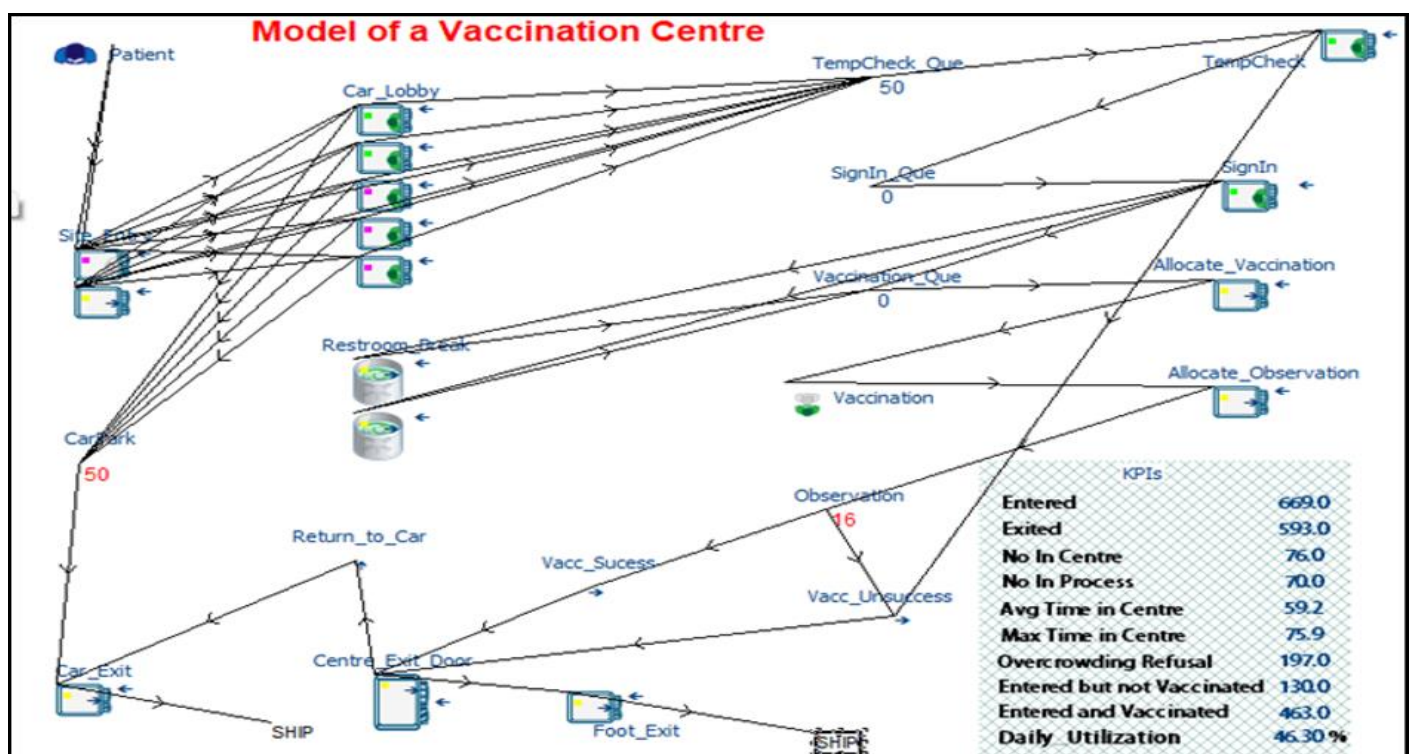 Model of a Vaccination Centre
Patient
TempCheck_Que
50
TempCheck
Car_Lobby
SignIn_Que
0
SignIn
Site_Entry
Vaccination_Que
0
Allocate_Vaccination
Restroom_Break
Vaccination
Allocate_Observation
CarPark
50
Observation
16
Return_to_Car
Vacc_Sucess
Vacc_Unsuccess
Car_Exit
Centre_Exit_Door
SHIP
Foot_Exit
SHIP
KPIs
Entered 669.0
Exited 593.0
No In Centre 76.0
No In Process 70.0
Avg Time in Centre 59.2
Max Time in Centre 75.9
Overcrowding Refusal 197.0
Entered but not Vaccinated 130.0
Entered and Vaccinated 463.0
Daily_Utilization 46.30 %